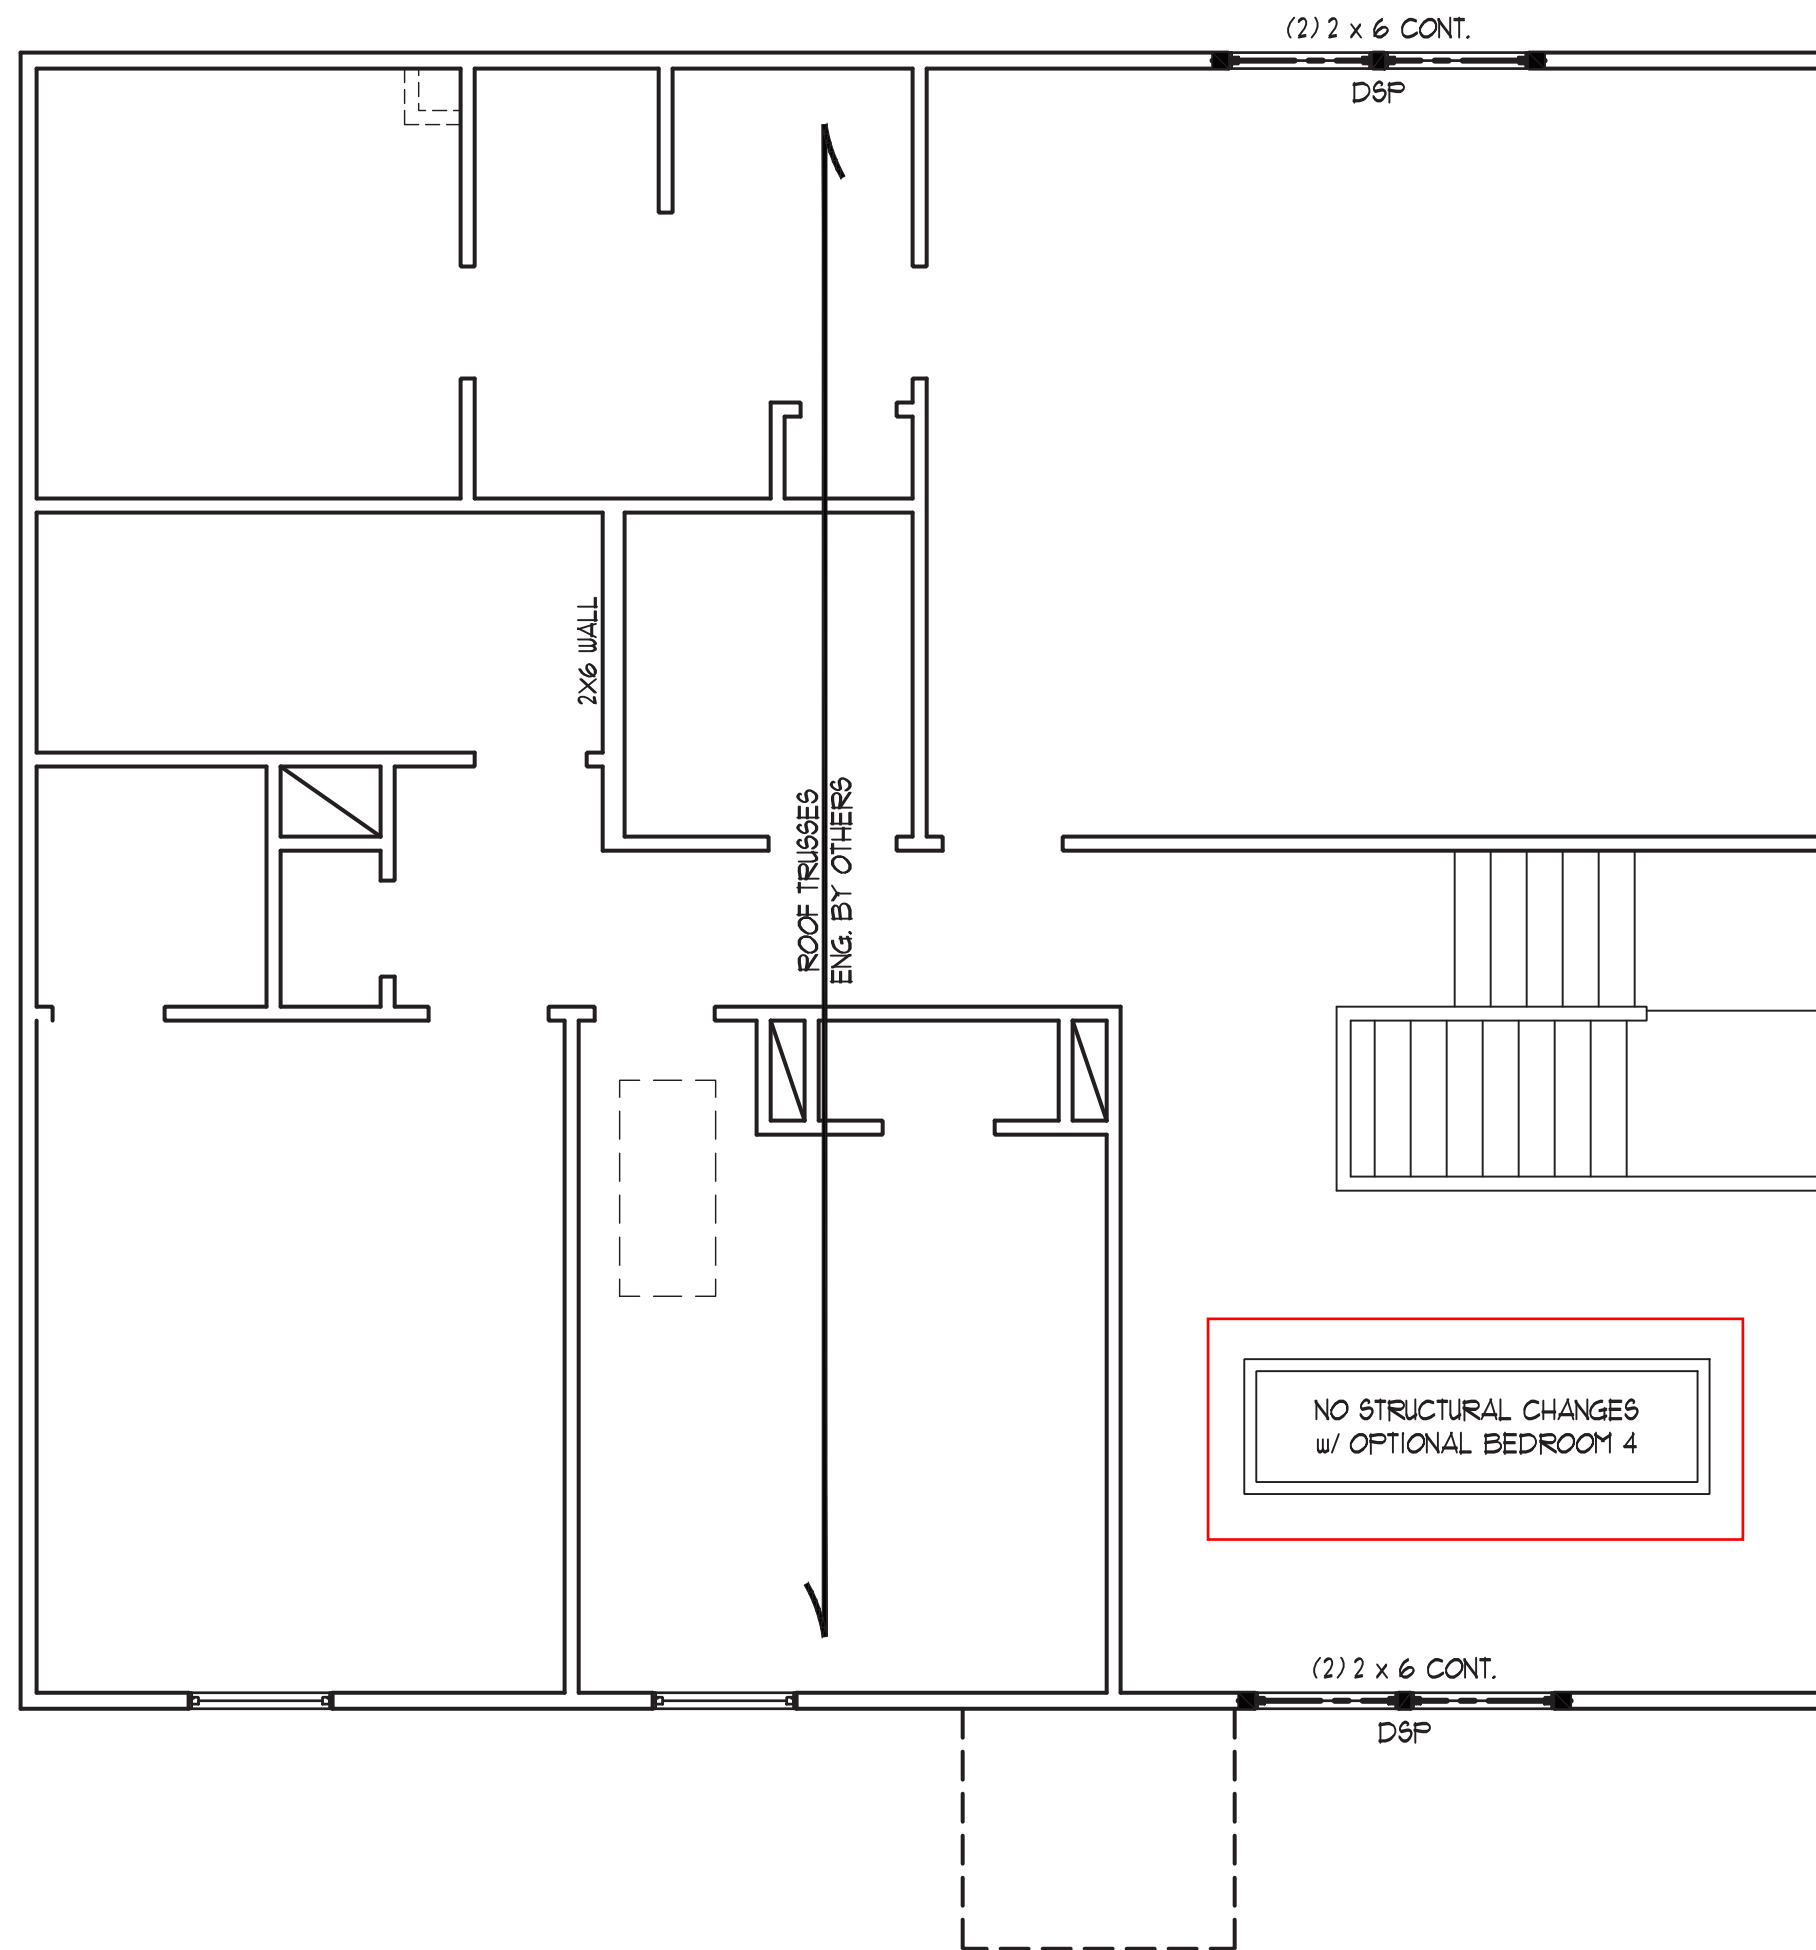 (2) 2 x 6 CONT.
DSP
2X6 WALL
ROOF TRUSSES
ENG. BY OTHERS
NO STRUCTURAL CHANGES
w/ OPTIONAL BEDROOM 4
(2) 2 x 6 CONT.
DSP